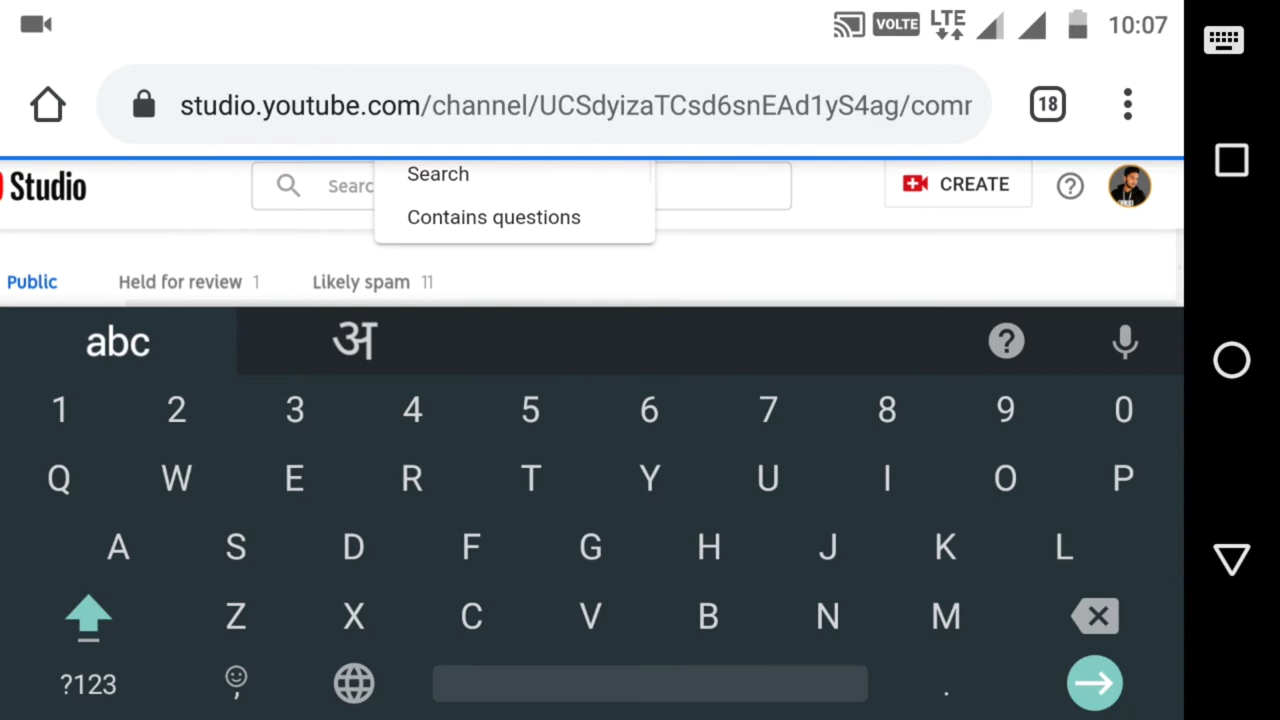 VOLTE LTE 10:07
studio.youtube.com/channel/UCSdyizaTCsd6snEAd1yS4ag/comr 18
Studio Searc CREATE ?
Search
Contains questions
Public Held for review 1 Likely spam 11
abc अ ?
1 2 3 4 5 6 7 8 9 0
Q W E R T Y U I O P
A S D F G H J K L
Z X C V B N M
?123 , .